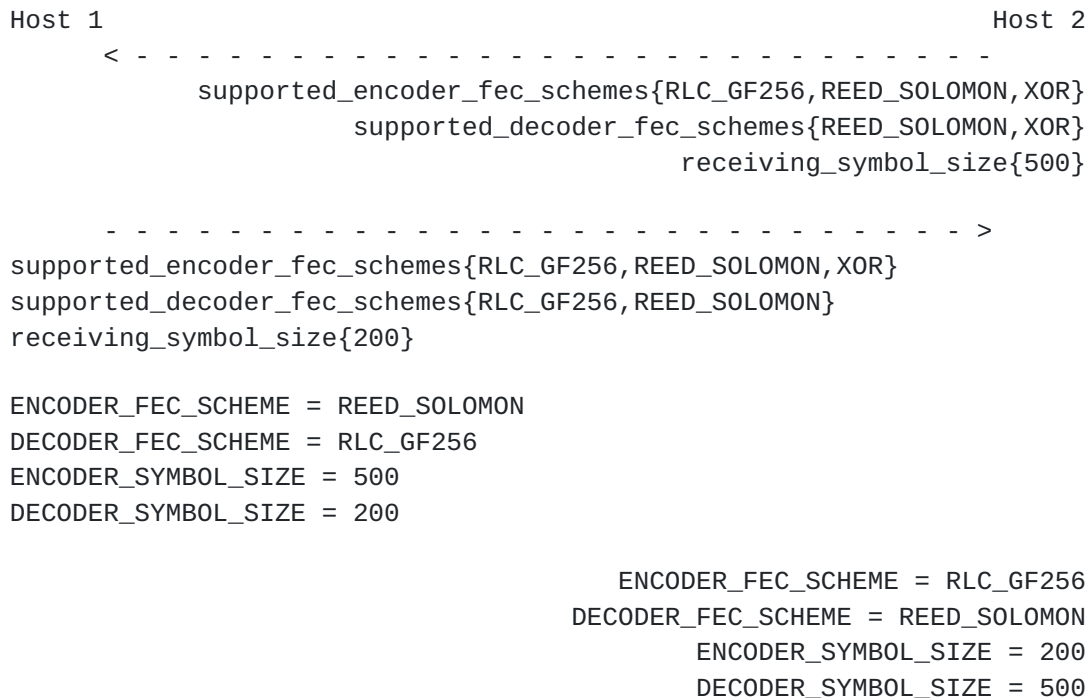 Host 1                                                               Host 2
      < - - - - - - - - - - - - - - - - - - - - - - - - - - - -
            supported_encoder_fec_schemes{RLC_GF256,REED_SOLOMON,XOR}
                      supported_decoder_fec_schemes{REED_SOLOMON,XOR}
                                           receiving_symbol_size{500}
      - - - - - - - - - - - - - - - - - - - - - - - - - - - - >
supported_encoder_fec_schemes{RLC_GF256,REED_SOLOMON,XOR}
supported_decoder_fec_schemes{RLC_GF256,REED_SOLOMON}
receiving_symbol_size{200}
ENCODER_FEC_SCHEME = REED_SOLOMON
DECODER_FEC_SCHEME = RLC_GF256
ENCODER_SYMBOL_SIZE = 500
DECODER_SYMBOL_SIZE = 200
                                       ENCODER_FEC_SCHEME = RLC_GF256
                                    DECODER_FEC_SCHEME = REED_SOLOMON
                                            ENCODER_SYMBOL_SIZE = 200
                                            DECODER_SYMBOL_SIZE = 500